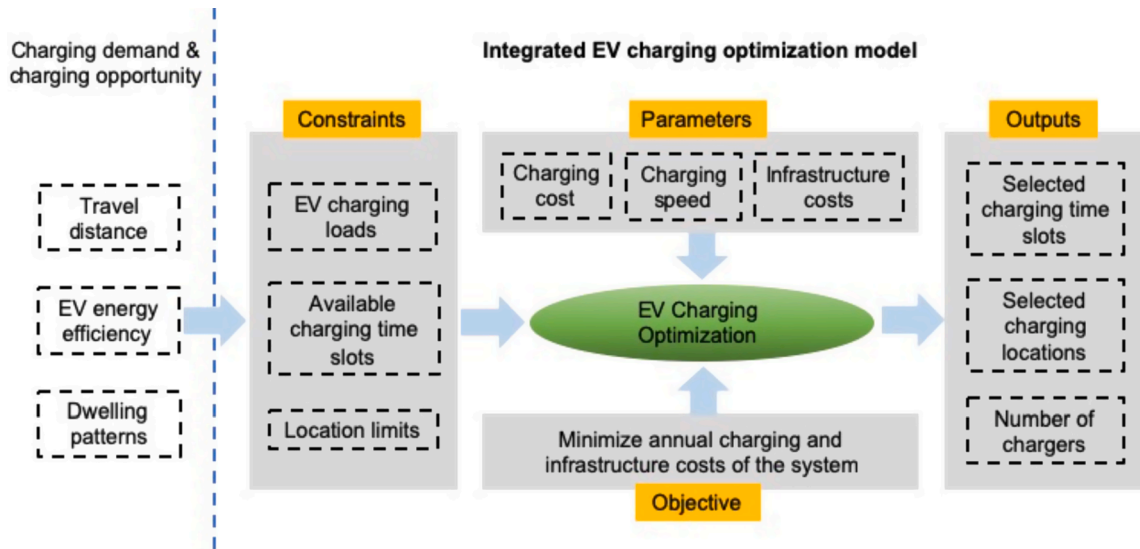 Charging demand &
charging opportunity
Travel
distance
EV energy
efficiency
Dwelling
patterns
Integrated EV charging optimization model
Constraints
EV charging
loads
Available
charging time
slots
Location limits
Parameters
Charging
cost
Charging
speed
Infrastructure
costs
EV Charging
Optimization
Minimize annual charging and
infrastructure costs of the system
Objective
Outputs
Selected
charging time
slots
Selected
charging
locations
Number of
chargers